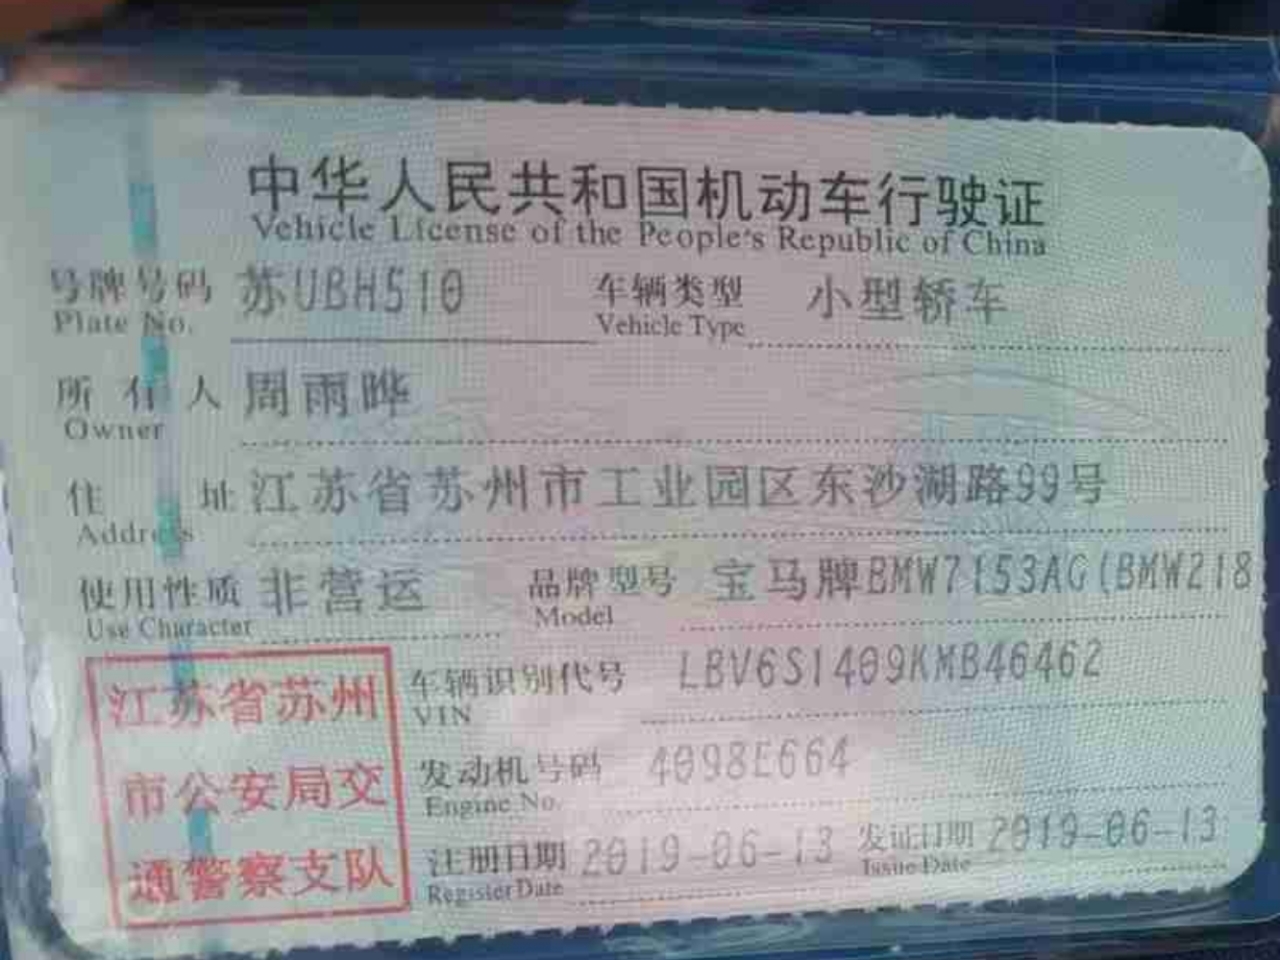 中华人民共和国机动车行驶证
Vehicle License of the People's Republic of China
号牌号码 苏UBH510 车辆类型 小型轿车
Plate No. Vehicle Type
所有人 周雨晔
Owner
住址 江苏省苏州市工业园区东沙湖路99号
Address
使用性质 非营运 品牌型号 宝马牌BMW7153AG(BMW218
Use Character Model
江苏省苏州
市公安局交
通警察支队
车辆识别代号 LBV6S1409KMB46462
VIN
发动机号码 4098E664
Engine No.
注册日期 2019-06-13 发证日期 2019-06-13
Register Date Issue Date